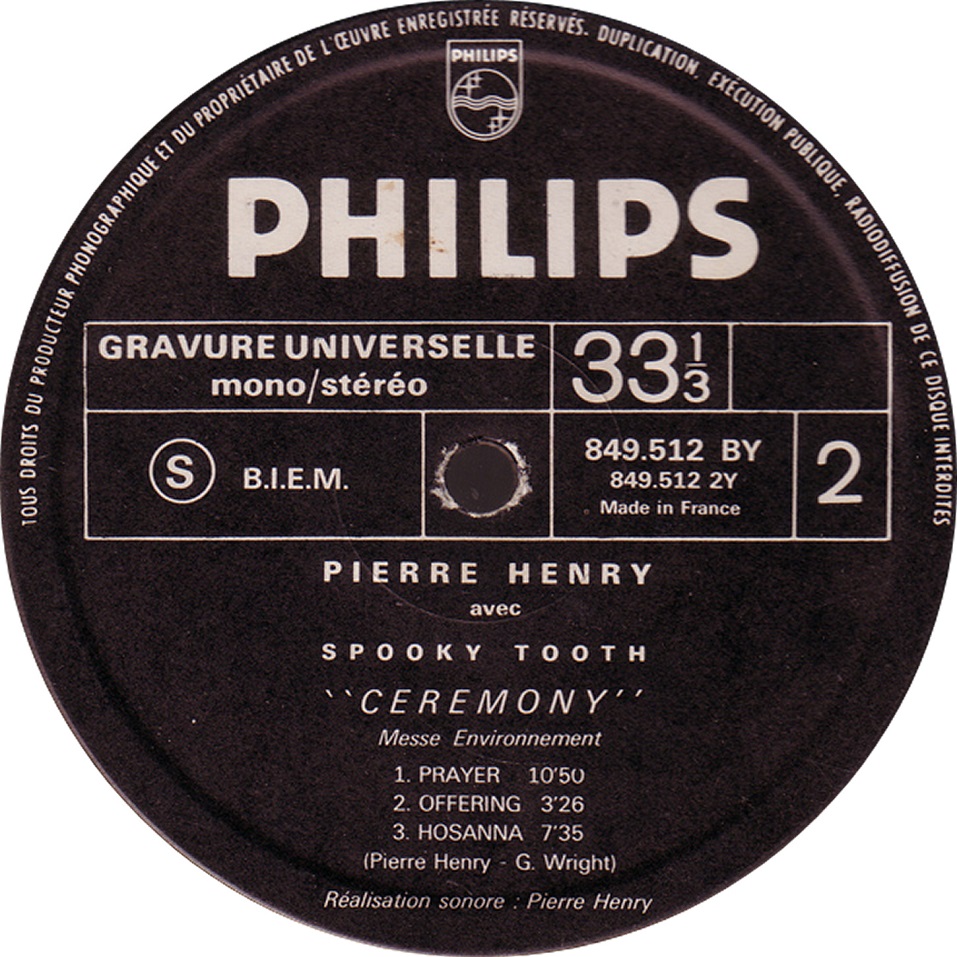 TOUS DROITS DU PRODUCTEUR PHONOGRAPHIQUE ET DU PROPRIÉTAIRE DE L'ŒUVRE ENREGISTRÉE RÉSERVÉS. DUPLICATION, EXÉCUTION PUBLIQUE, RADIODIFFUSION DE CE DISQUE INTERDITES
PHILIPS
PHILIPS
GRAVURE UNIVERSELLE
mono/stéréo
33 1/3
S
B.I.E.M.
849.512 BY
849.512 2Y
Made in France
2
PIERRE HENRY
avec
SPOOKY TOOTH
``CEREMONY´´
Messe Environnement
1. PRAYER 10'50
2. OFFERING 3'26
3. HOSANNA 7'35
(Pierre Henry - G. Wright)
Réalisation sonore : Pierre Henry